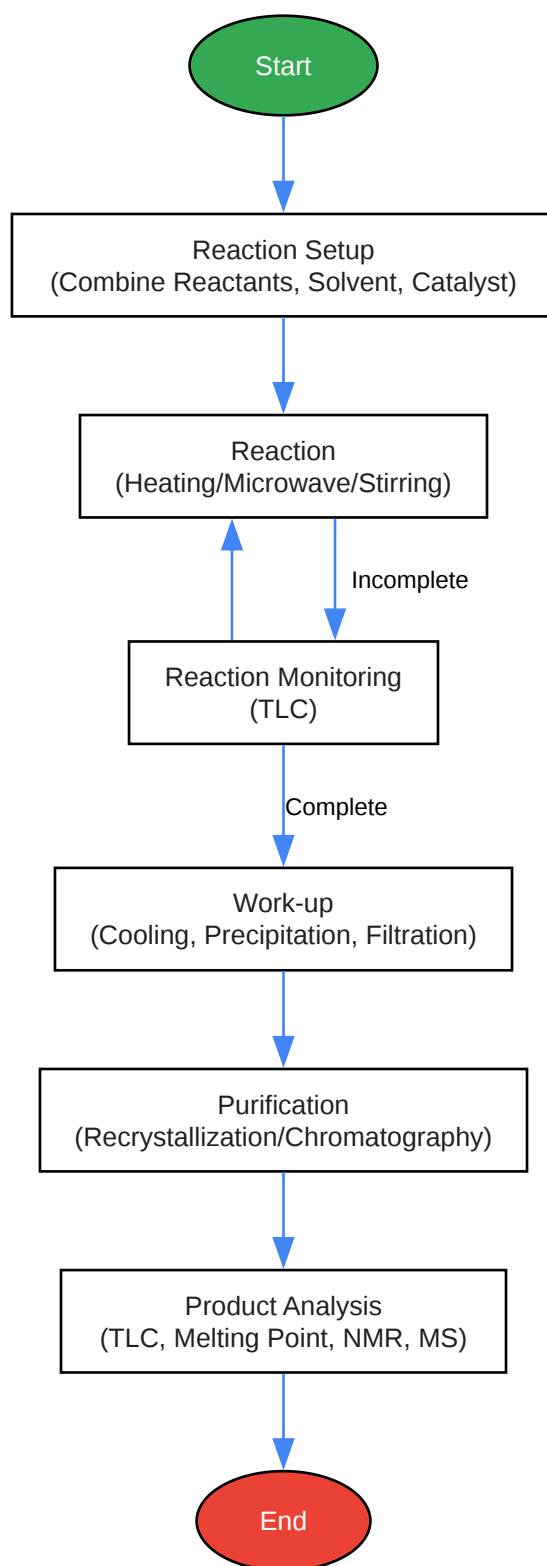 Start
Reaction Setup
(Combine Reactants, Solvent, Catalyst)
Reaction
(Heating/Microwave/Stirring)
Incomplete
Reaction Monitoring
(TLC)
Complete
Work-up
(Cooling, Precipitation, Filtration)
Purification
(Recrystallization/Chromatography)
Product Analysis
(TLC, Melting Point, NMR, MS)
End